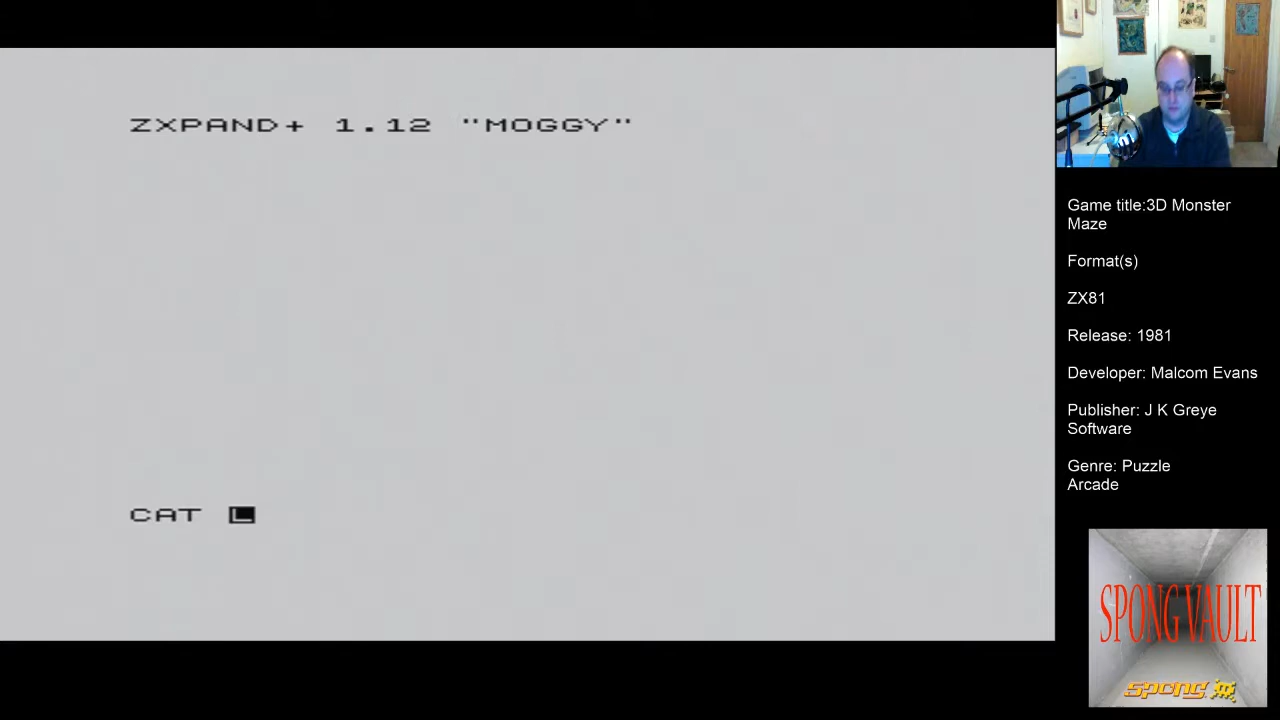 ZXPAND+ 1.12 "MOGGY"
CAT L
Game title:3D Monster
Maze
Format(s)
ZX81
Release: 1981
Developer: Malcom Evans
Publisher: J K Greye
Software
Genre: Puzzle
Arcade
SPONG VAULT
spong